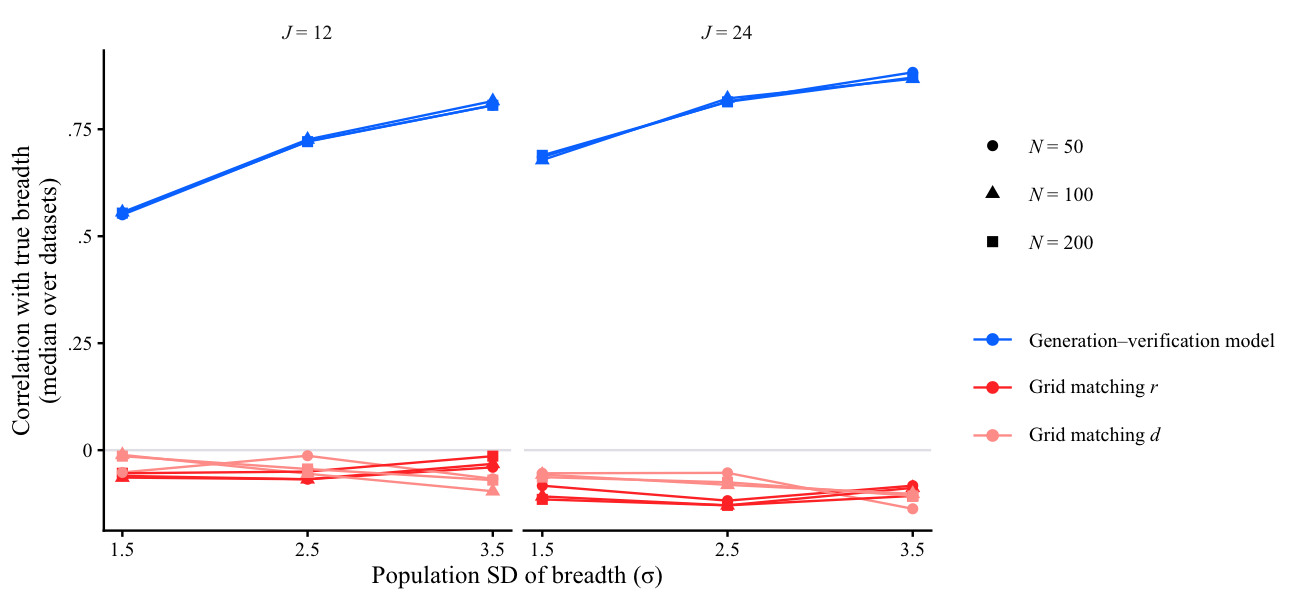 J = 12
J = 24
Correlation with true breadth
(median over datasets)
.75
.5
.25
0
1.5
2.5
3.5
1.5
2.5
3.5
Population SD of breadth (σ)
N = 50
N = 100
N = 200
Generation–verification model
Grid matching r
Grid matching d